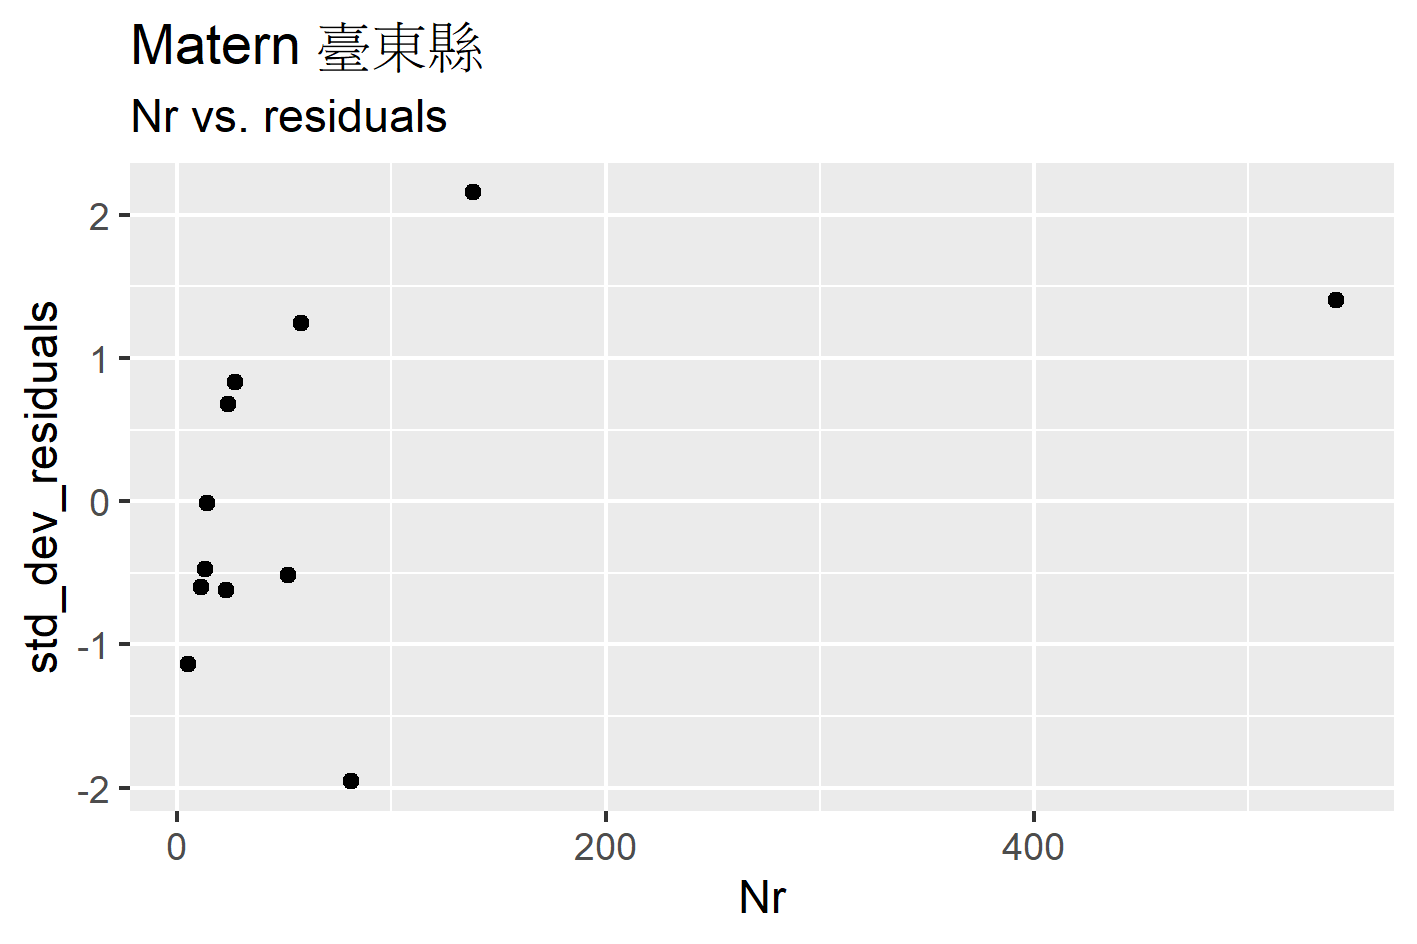 Matern 臺東縣
Nr vs. residuals
2
1
0
-1
-2
std_dev_residuals
0 200 400
Nr